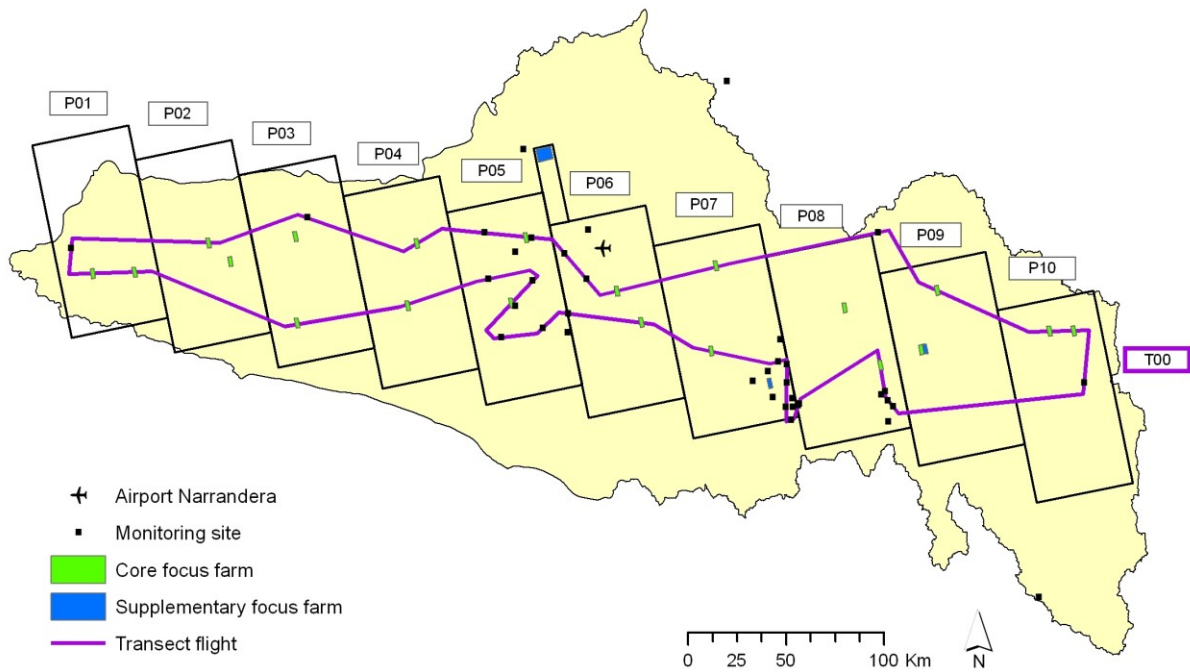 P01
P02
P03
P04
P05
P06
P07
P08
P09
P10
T00
Airport Narrandera
Monitoring site
Core focus farm
Supplementary focus farm
Transect flight
0 25 50 100 Km
N